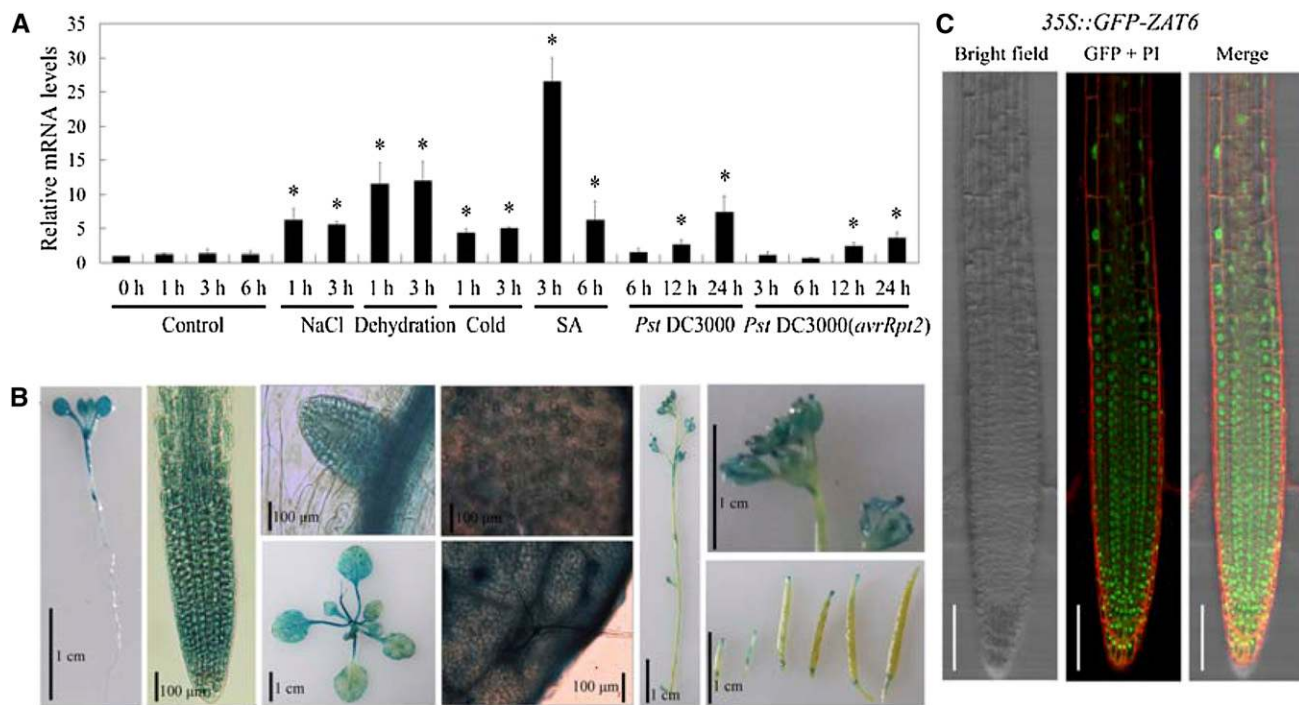 A
Relative mRNA levels
35
30
25
20
15
10
5
0
* * * * * * * * * * * *
0 h 1 h 3 h 6 h 1 h 3 h 1 h 3 h 1 h 3 h 3 h 6 h 6 h 12 h 24 h 3 h 6 h 12 h 24 h
Control NaCl Dehydration Cold SA Pst DC3000 Pst DC3000(avrRpt2)
B
1 cm
100 µm
100 µm
100 µm
1 cm
100 µm
1 cm
1 cm
1 cm
C
35S::GFP-ZAT6
Bright field GFP + PI Merge